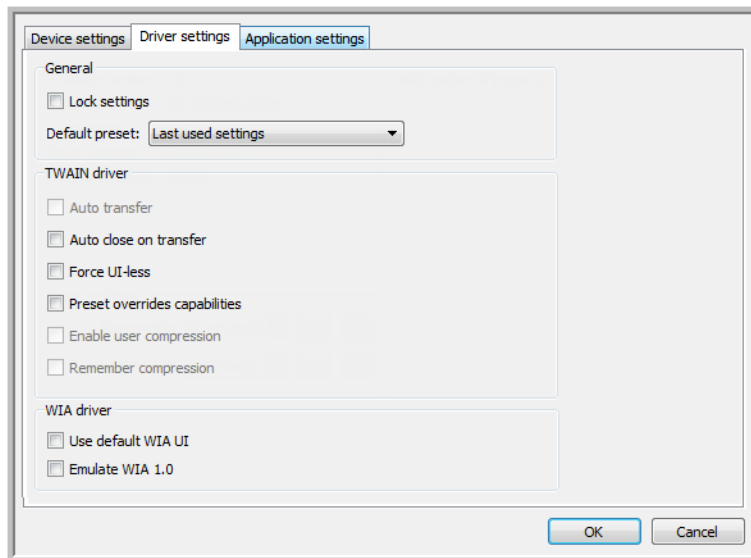 Device settings
Driver settings
Application settings
General
Lock settings
Default preset: Last used settings
TWAIN driver
Auto transfer
Auto close on transfer
Force UI-less
Preset overrides capabilities
Enable user compression
Remember compression
WIA driver
Use default WIA UI
Emulate WIA 1.0
OK
Cancel